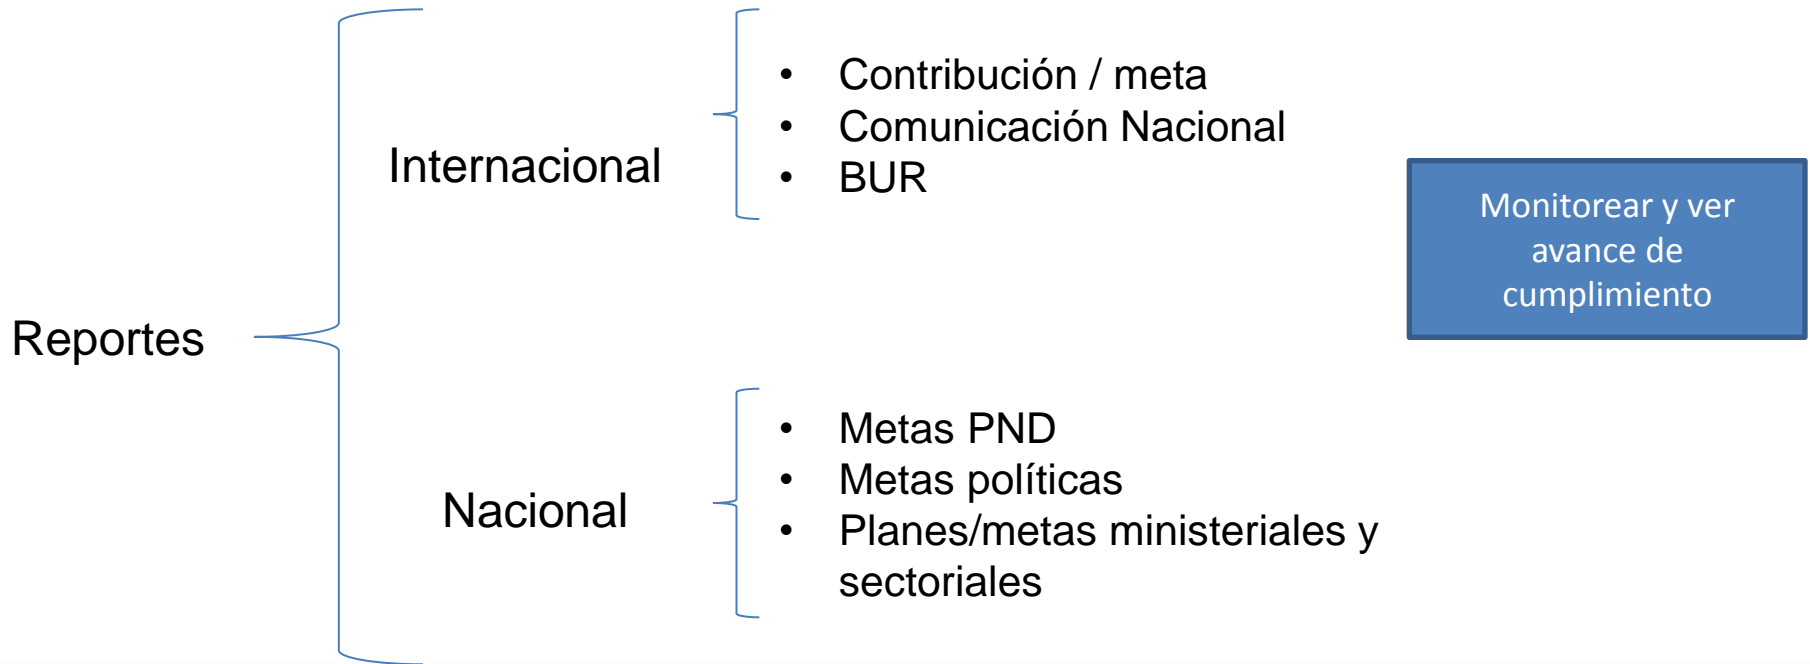 Reportes
Internacional
• Contribución / meta
• Comunicación Nacional
• BUR
Nacional
• Metas PND
• Metas políticas
• Planes/metas ministeriales y
sectoriales
Monitorear y ver
avance de
cumplimiento